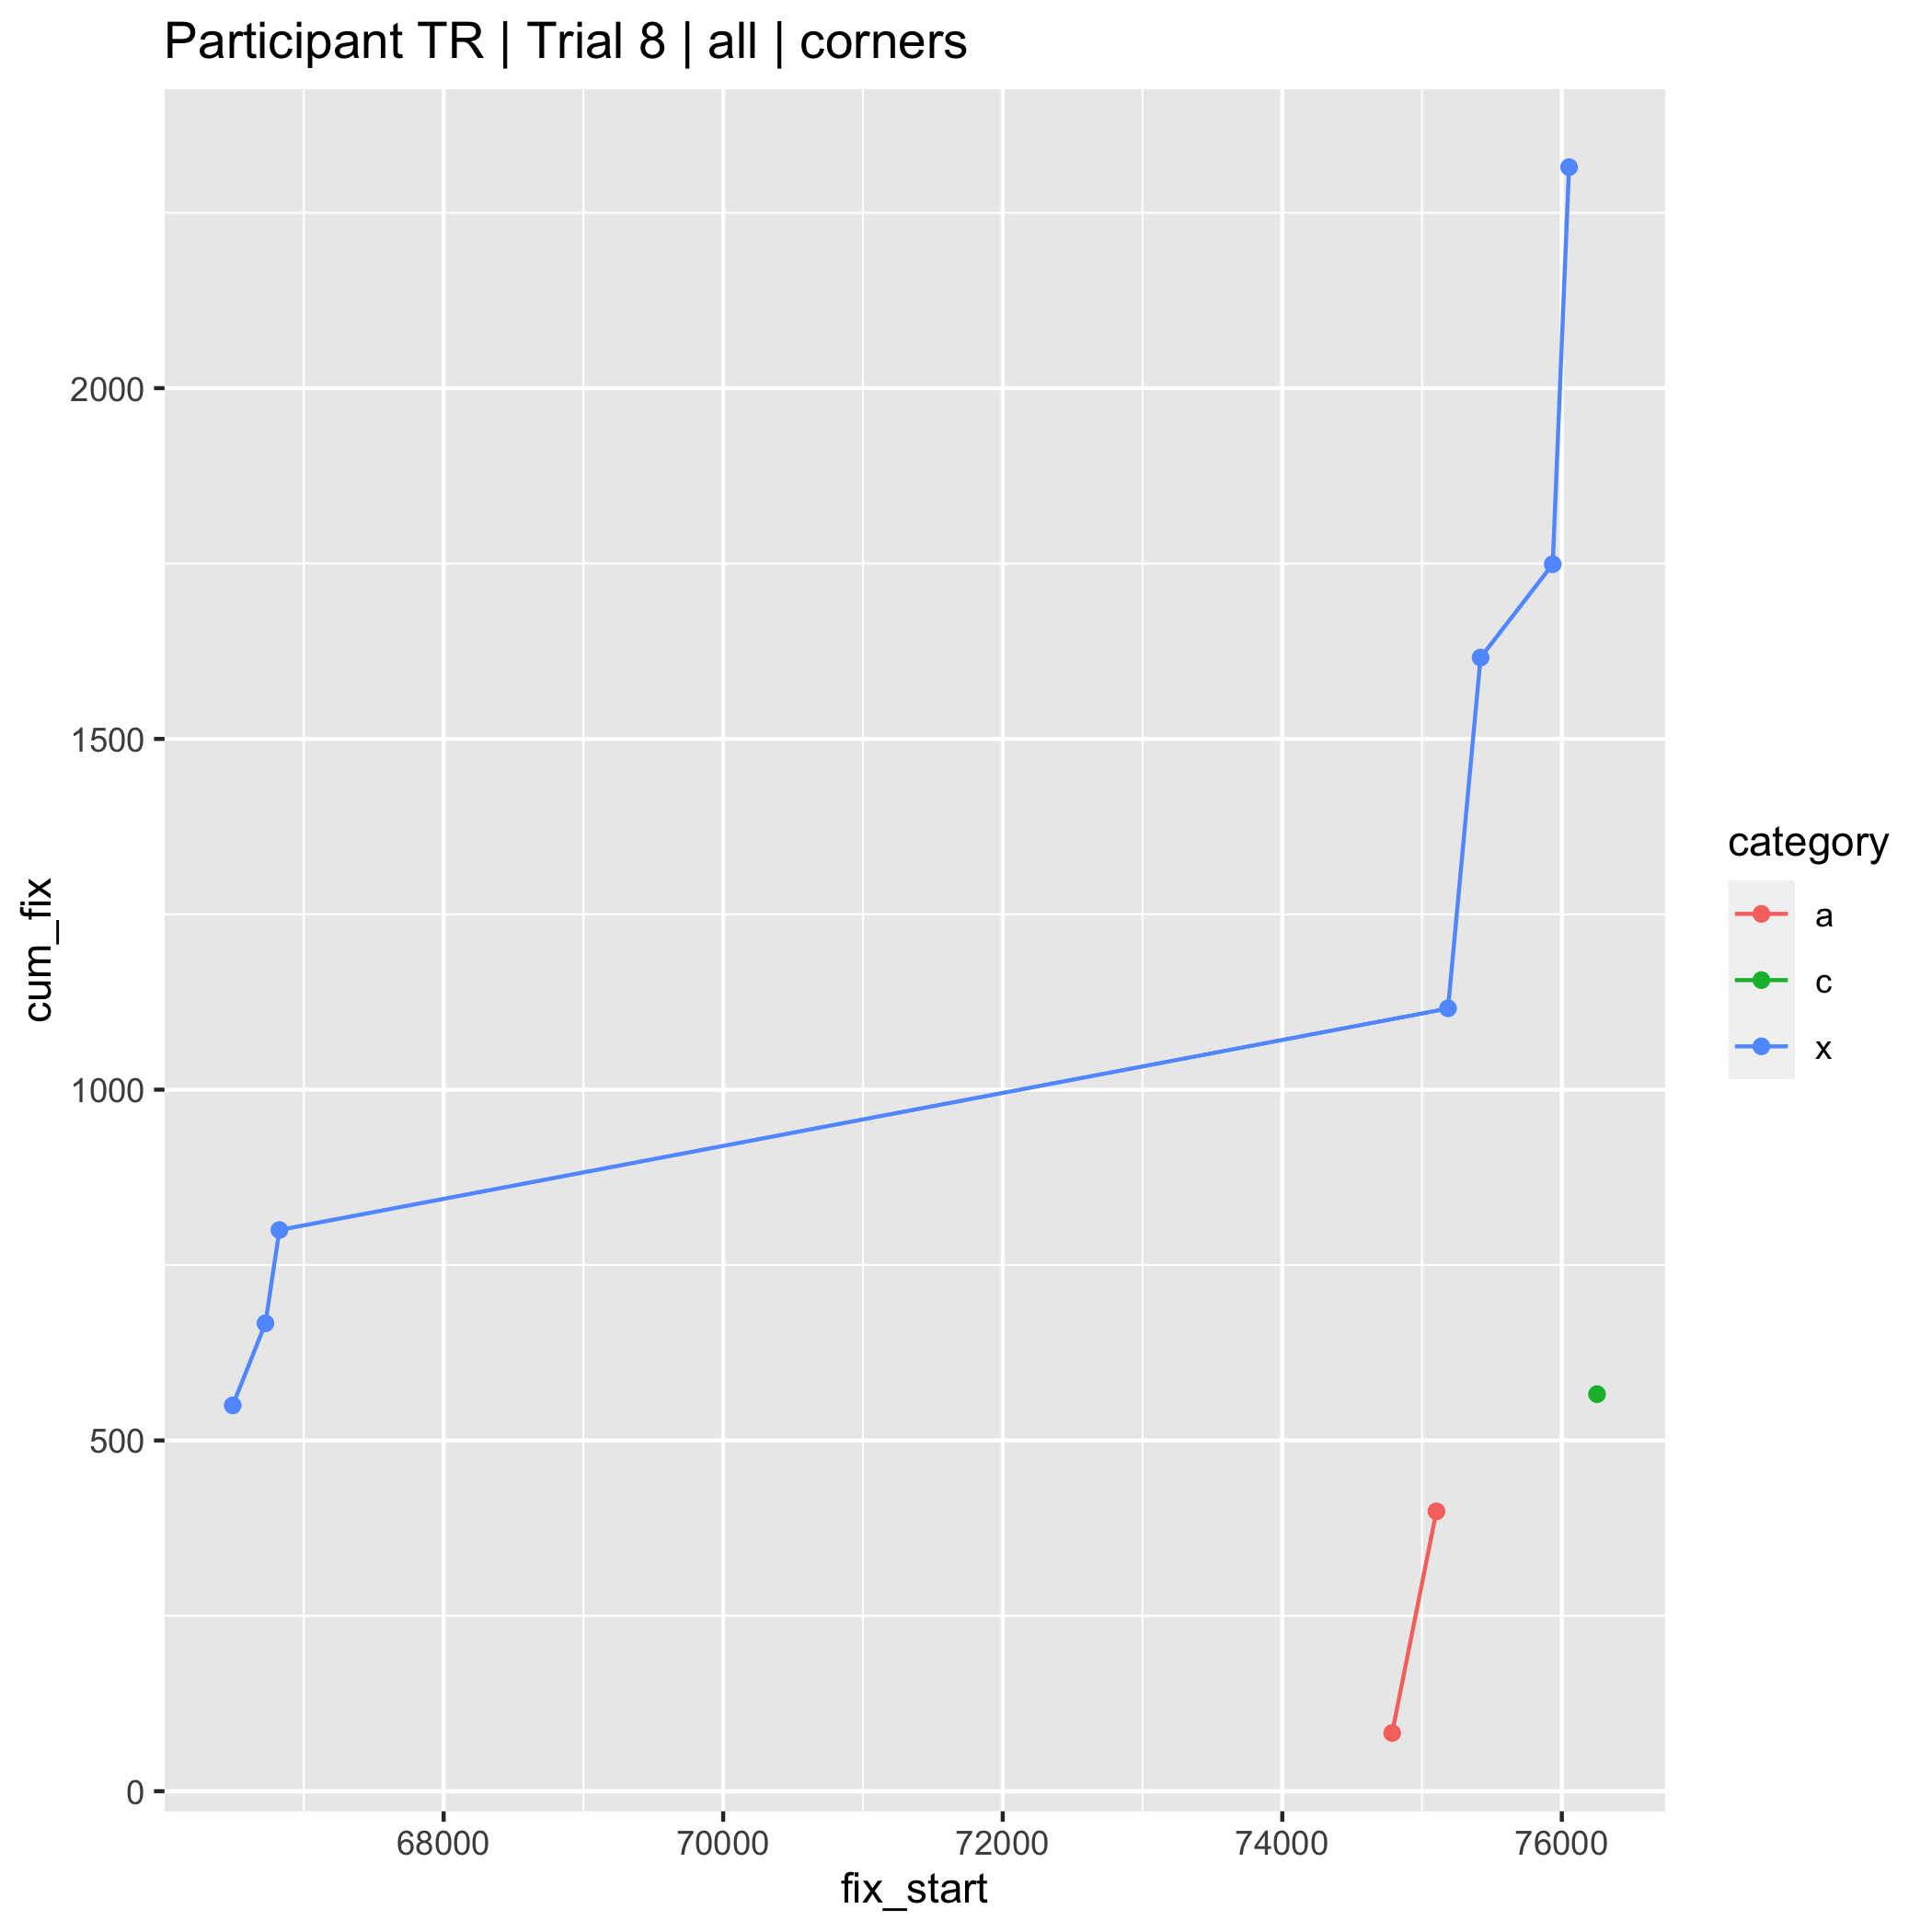 Participant TR | Trial 8 | all | corners
cum_fix
2000
1500
1000
500
0
68000 70000 72000 74000 76000
fix_start
category
a
c
x